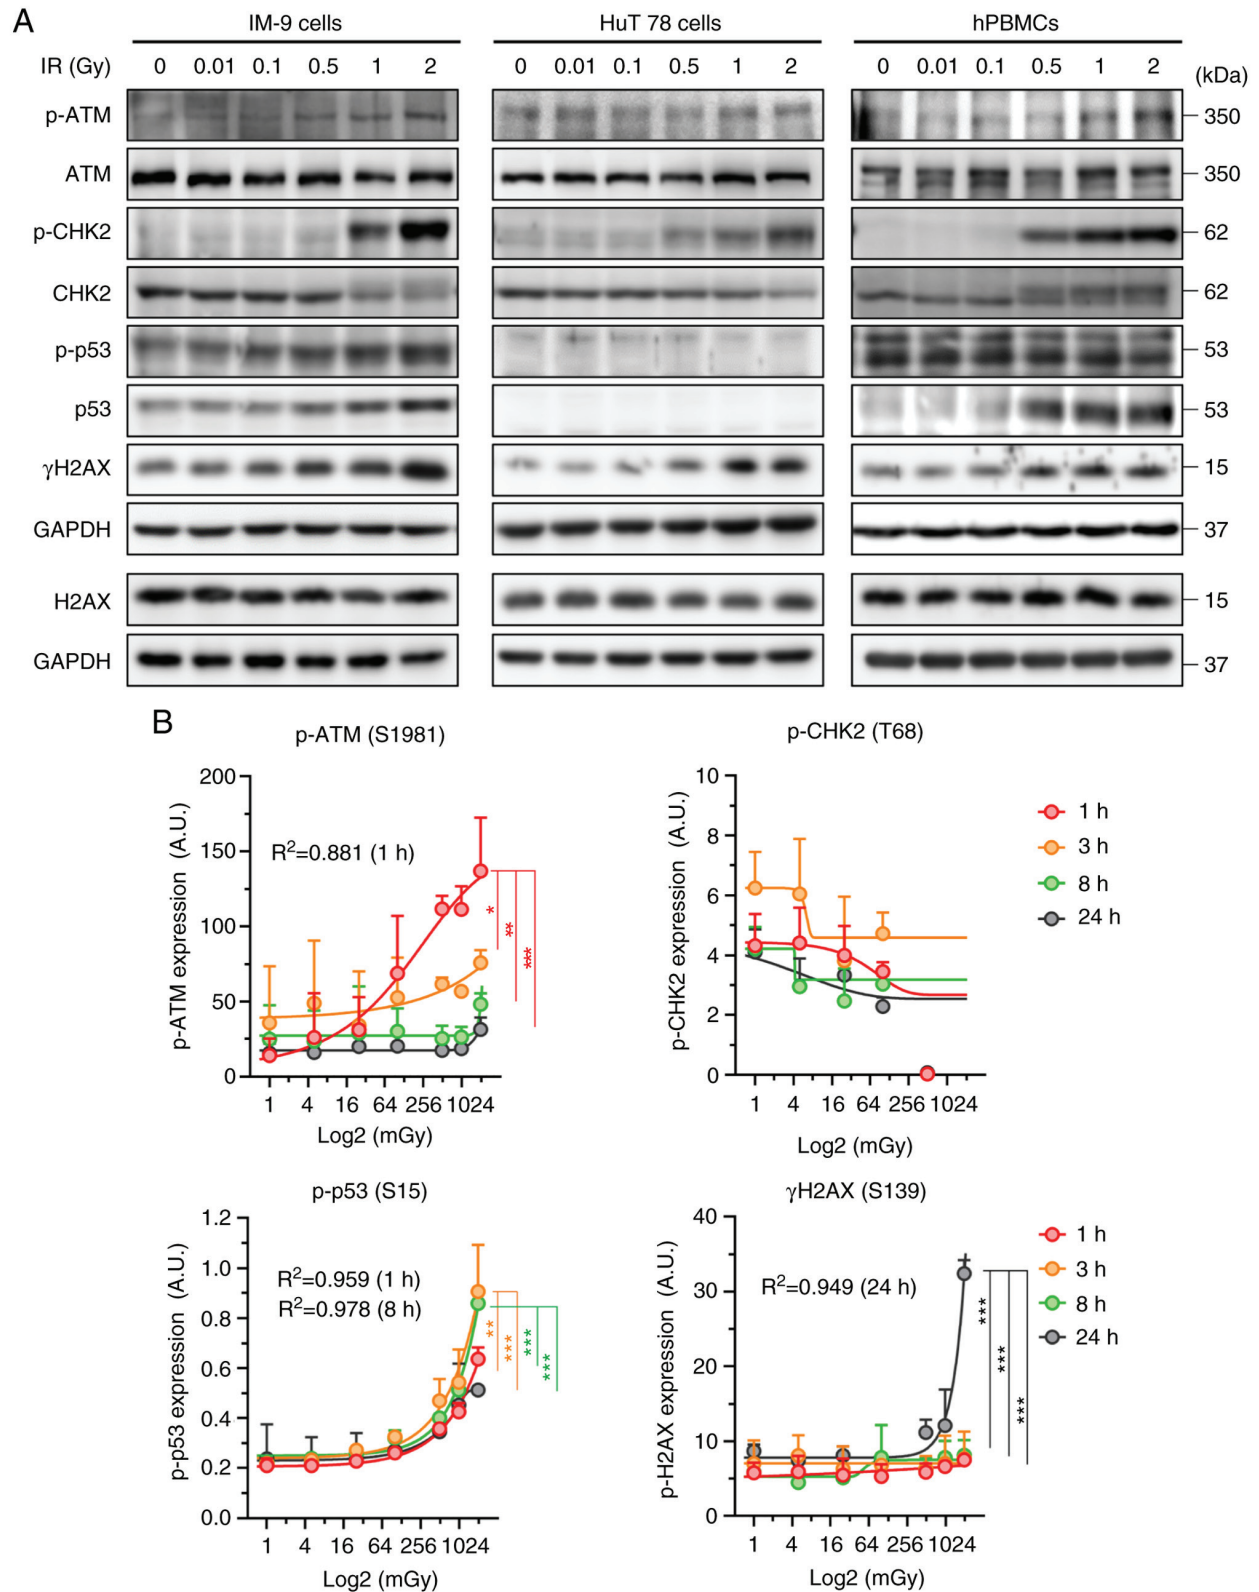 A
IM-9 cells HuT 78 cells hPBMCs
IR (Gy) 0 0.01 0.1 0.5 1 2 0 0.01 0.1 0.5 1 2 0 0.01 0.1 0.5 1 2 (kDa)
p-ATM 350
ATM 350
p-CHK2 62
CHK2 62
p-p53 53
p53 53
γH2AX 15
GAPDH 37
H2AX 15
GAPDH 37
B
p-ATM (S1981)
p-ATM expression (A.U.)
200
150
100
50
0
R²=0.881 (1 h)
*
**
***
1 4 16 64 256 1024
Log2 (mGy)
p-CHK2 (T68)
p-CHK2 expression (A.U.)
10
8
6
4
2
0
1 4 16 64 256 1024
Log2 (mGy)
1 h
3 h
8 h
24 h
p-p53 (S15)
p-p53 expression (A.U.)
1.2
1.0
0.8
0.6
0.4
0.2
0.0
R²=0.959 (1 h)
R²=0.978 (8 h)
**
***
***
***
1 4 16 64 256 1024
Log2 (mGy)
γH2AX (S139)
p-H2AX expression (A.U.)
40
30
20
10
0
R²=0.949 (24 h)
***
***
***
1 4 16 64 256 1024
Log2 (mGy)
1 h
3 h
8 h
24 h